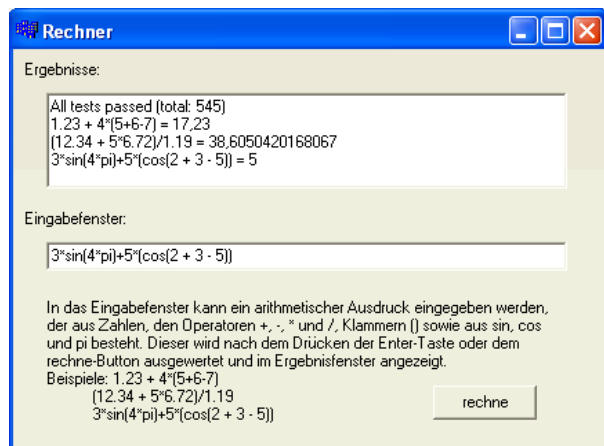 Rechner
Ergebnisse:
All tests passed (total: 545)
1.23 + 4*(5+6-7) = 17,23
(12.34 + 5*6.72)/1.19 = 38,6050420168067
3*sin(4*pi)+5*(cos(2 + 3 - 5)) = 5
Eingabefenster:
3*sin(4*pi)+5*(cos(2 + 3 - 5))
In das Eingabefenster kann ein arithmetischer Ausdruck eingegeben werden,
der aus Zahlen, den Operatoren +, -, * und /, Klammern () sowie aus sin, cos
und pi besteht. Dieser wird nach dem Drücken der Enter-Taste oder dem
rechne-Button ausgewertet und im Ergebnisfenster angezeigt.
Beispiele: 1.23 + 4*(5+6-7)
(12.34 + 5*6.72)/1.19
3*sin(4*pi)+5*(cos(2 + 3 - 5))
rechne